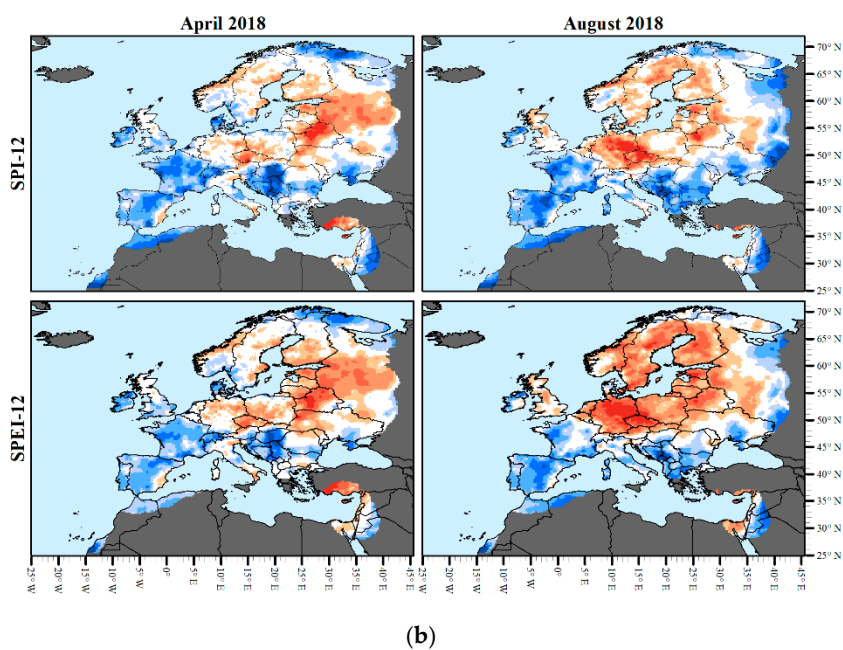 April 2018
August 2018
SPI-12
70° N
65° N
60° N
55° N
50° N
45° N
40° N
35° N
30° N
25° N
SPEI-12
70° N
65° N
60° N
55° N
50° N
45° N
40° N
35° N
30° N
25° N
25° W
20° W
15° W
10° W
5° W
0°
5° E
10° E
15° E
20° E
25° E
30° E
35° E
40° E
45° E
25° W
20° W
15° W
10° W
5° W
0°
5° E
10° E
15° E
20° E
25° E
30° E
35° E
40° E
45° E
(b)